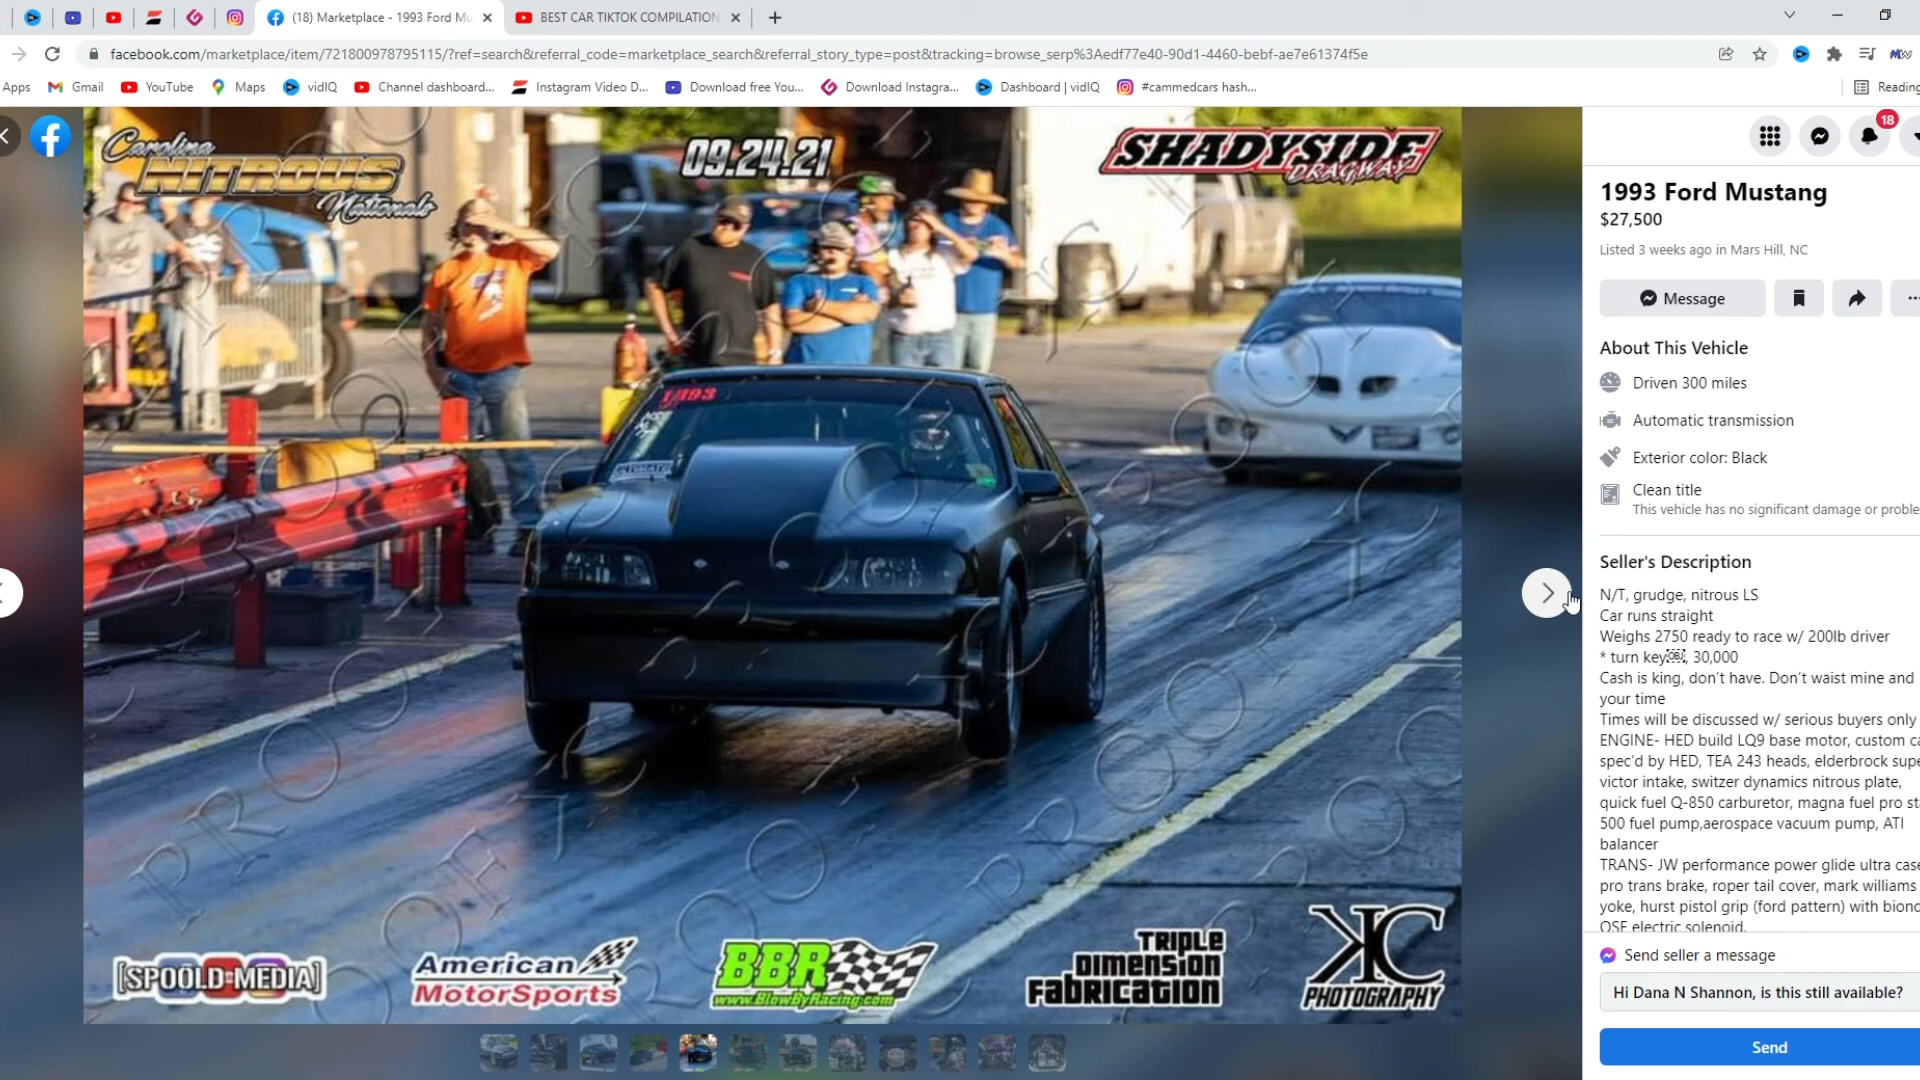 (18) Marketplace - 1993 Ford Mu
BEST CAR TIKTOK COMPILATION
facebook.com/marketplace/item/721800978795115/?ref=search&referral_code=marketplace_search&referral_story_type=post&tracking=browse_serp%3Aedf77e40-90d1-4460-bebf-ae7e61374f5e
Apps
Gmail
YouTube
Maps
vidIQ
Channel dashboard...
Instagram Video D...
Download free You...
Download Instagra...
Dashboard | vidIQ
#cammedcars hash...
Reading
Carolina
NITROUS
Nationals
09.24.21
SHADYSIDE
DRAGWAY
PROOF
[SPOOLD-MEDIA]
American
MotorSports
BBR
www.BlowByRacing.com
TRIPLE
DIMENSION
FABRICATION
KC
PHOTOGRAPHY
18
1993 Ford Mustang
$27,500
Listed 3 weeks ago in Mars Hill, NC
Message
About This Vehicle
Driven 300 miles
Automatic transmission
Exterior color: Black
Clean title
This vehicle has no significant damage or proble
Seller's Description
N/T, grudge, nitrous LS
Car runs straight
Weighs 2750 ready to race w/ 200lb driver
* turn key￼, 30,000
Cash is king, don’t have. Don’t waist mine and
your time
Times will be discussed w/ serious buyers only
ENGINE- HED build LQ9 base motor, custom ca
spec’d by HED, TEA 243 heads, elderbrock supe
victor intake, switzer dynamics nitrous plate,
quick fuel Q-850 carburetor, magna fuel pro st
500 fuel pump,aerospace vacuum pump, ATI
balancer
TRANS- JW performance power glide ultra case
pro trans brake, roper tail cover, mark williams
yoke, hurst pistol grip (ford pattern) with biond
OSE electric solenoid.
Send seller a message
Hi Dana N Shannon, is this still available?
Send